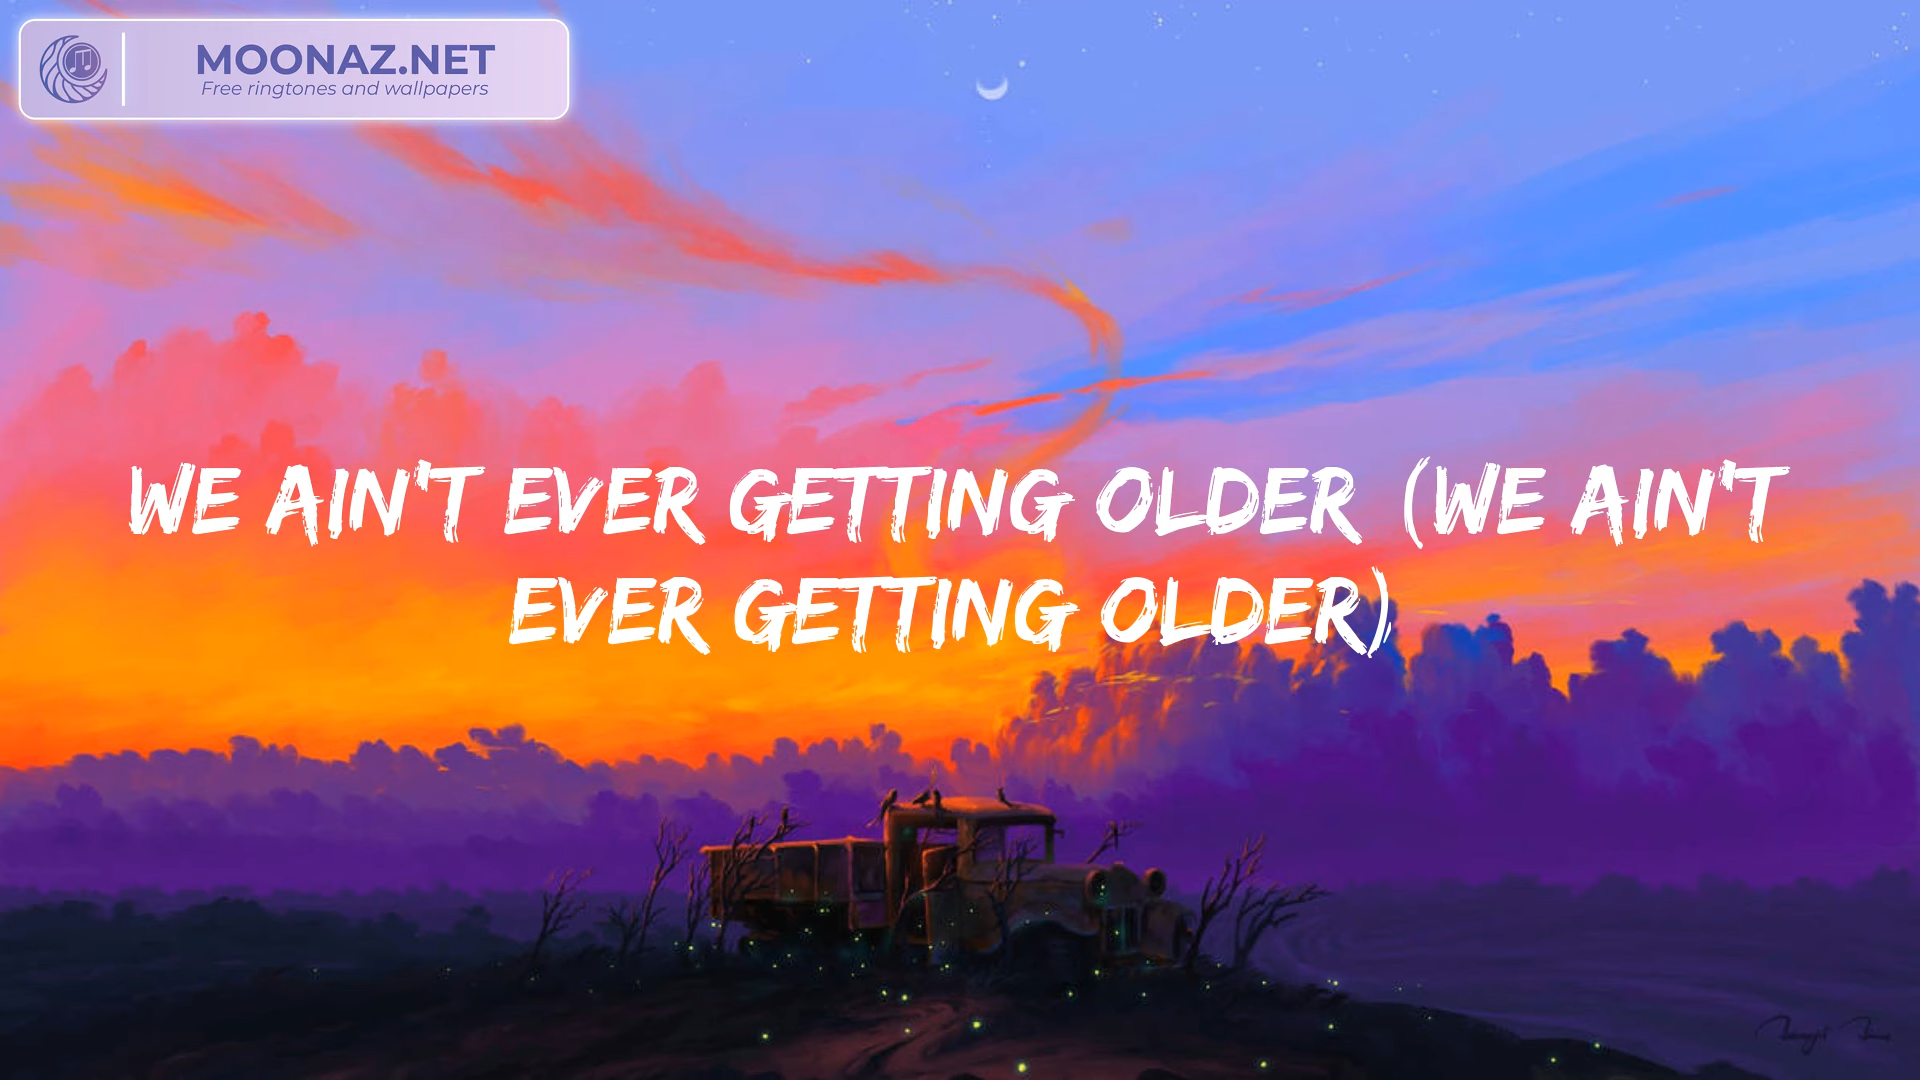 MOONAZ.NET
Free ringtones and wallpapers
WE AIN'T EVER GETTING OLDER (WE AIN'T
EVER GETTING OLDER)